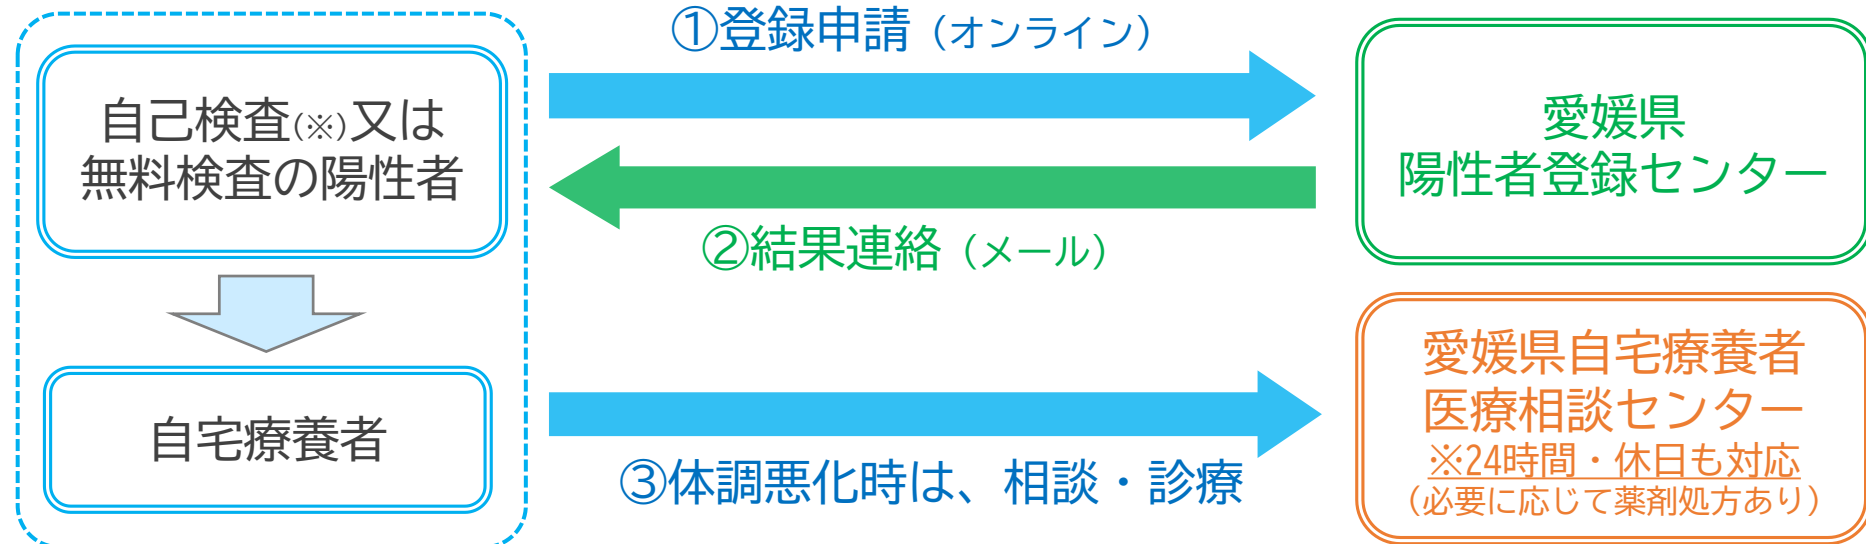 ①登録申請（オンライン）
自己検査(※)又は
無料検査の陽性者
愛媛県
陽性者登録センター
②結果連絡（メール）
自宅療養者
③体調悪化時は、相談・診療
愛媛県自宅療養者
医療相談センター
※24時間・休日も対応
（必要に応じて薬剤処方あり）